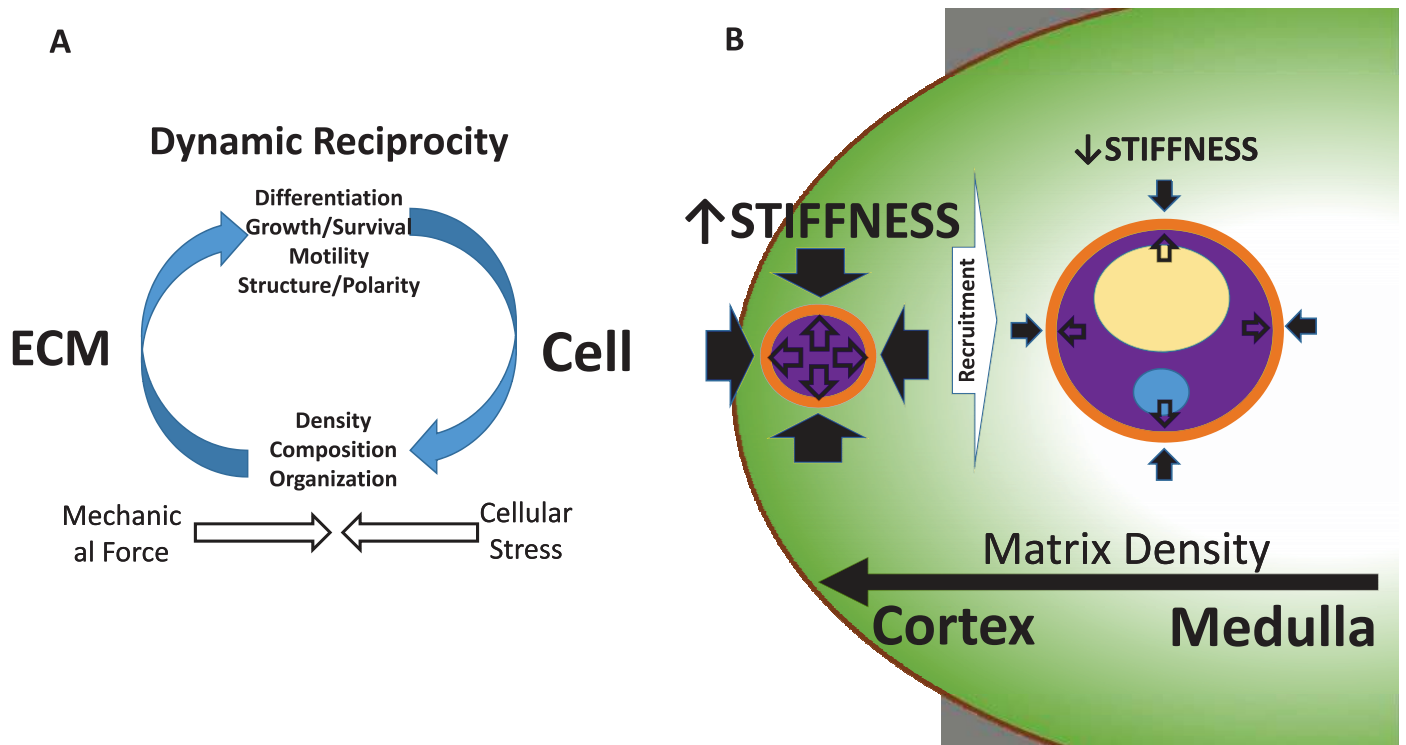 A
Dynamic Reciprocity
Differentiation
Growth/Survival
Motility
Structure/Polarity
ECM
Cell
Density
Composition
Organization
Mechanic
al Force
Cellular
Stress
B
↓STIFFNESS
↑STIFFNESS
Recruitment
Matrix Density
Cortex
Medulla